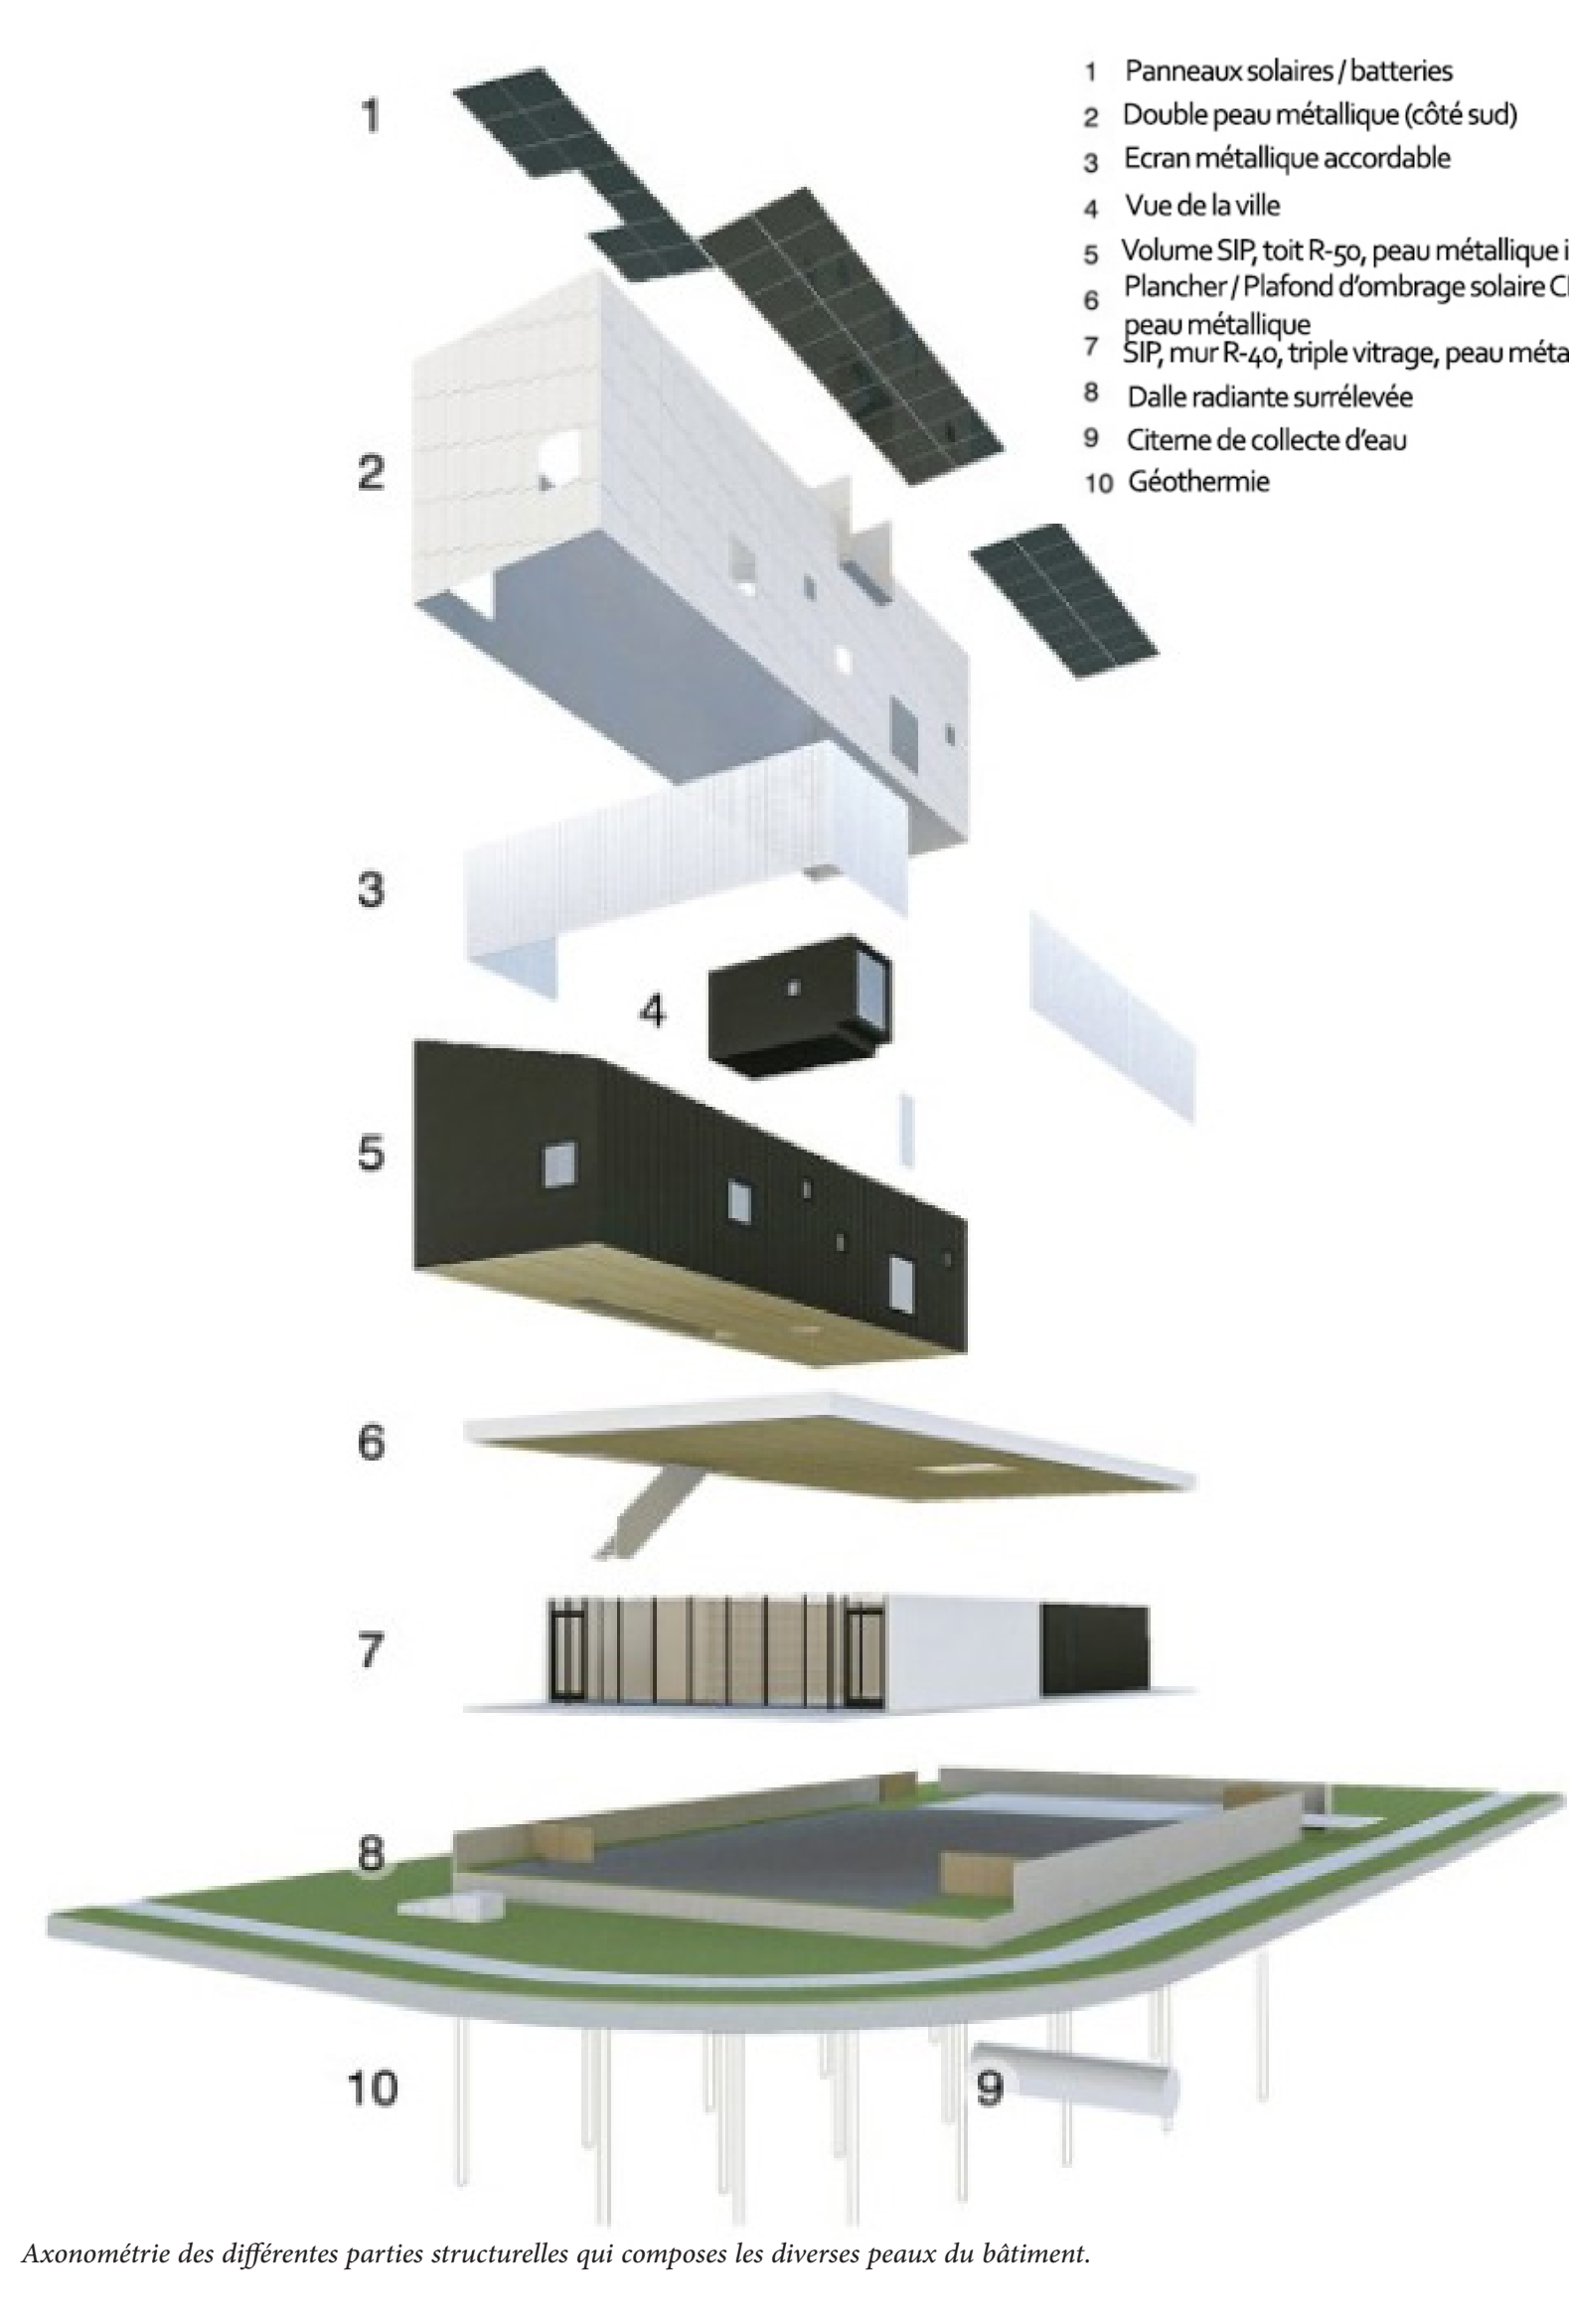 1 Panneaux solaires / batteries
2 Double peau métallique (côté sud)
3 Ecran métallique accordable
4 Vue de la ville
5 Volume SIP, toit R-50, peau métallique
6 Plancher / Plafond d'ombrage solaire
peau métallique
7 SIP, mur R-40, triple vitrage, peau
8 Dalle radiante surrélevée
9 Citerne de collecte d'eau
10 Géothermie
1
2
3
4
5
6
7
8
10
9
Axonométrie des différentes parties structurelles qui composes les diverses peaux du bâtiment.